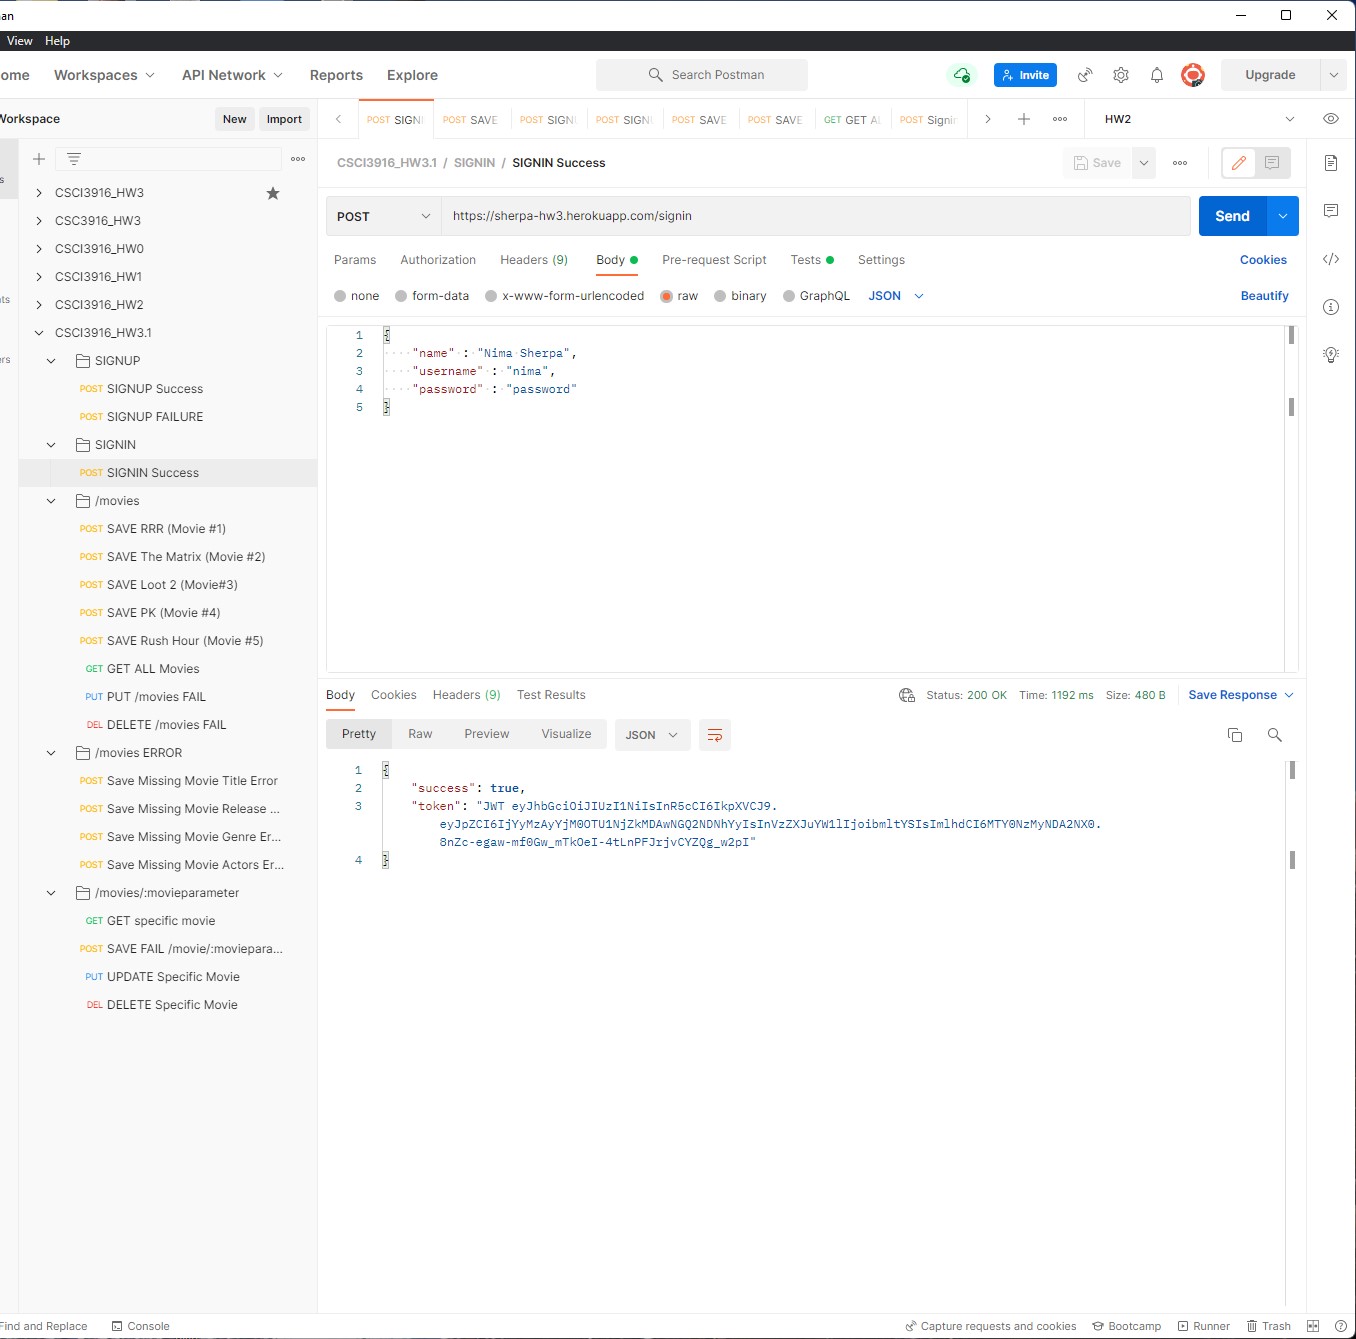 View Help
Workspaces API Network Reports Explore Search Postman Invite Upgrade
Workspace New Import
POST SAVE POST POST POST SAVE POST SAVE GET GET POST Signin HW2
CSCI3916_HW3.1 / SIGNIN / SIGNIN Success Save
CSCI3916_HW3
CSC3916_HW3
CSCI3916_HW0
CSCI3916_HW1
CSCI3916_HW2
CSCI3916_HW3.1
SIGNUP
POST SIGNUP Success
POST SIGNUP FAILURE
SIGNIN
POST SIGNIN Success
/movies
POST SAVE RRR (Movie #1)
POST SAVE The Matrix (Movie #2)
POST SAVE Loot 2 (Movie#3)
POST SAVE PK (Movie #4)
POST SAVE Rush Hour (Movie #5)
GET GET ALL Movies
PUT PUT /movies FAIL
DEL DELETE /movies FAIL
/movies ERROR
POST Save Missing Movie Title Error
POST Save Missing Movie Release ...
POST Save Missing Movie Genre Er...
POST Save Missing Movie Actors Er...
/movies/:movieparameter
GET GET specific movie
POST SAVE FAIL /movie/:moviepara...
PUT UPDATE Specific Movie
DEL DELETE Specific Movie
POST https://sherpa-hw3.herokuapp.com/signin Send
Params Authorization Headers (9) Body Pre-request Script Tests Settings Cookies
none form-data x-www-form-urlencoded raw binary GraphQL JSON Beautify
1 {
2 "name" : "Nima Sherpa",
3 "username" : "nima",
4 "password" : "password"
5 }
Body Cookies Headers (9) Test Results Status: 200 OK Time: 1192 ms Size: 480 B Save Response
Pretty Raw Preview Visualize JSON
1 {
2 "success": true,
3 "token": "JWT eyJhbGciOiJIUzI1NiIsInR5cCI6IkpXVCJ9.
eyJpZCI6IjYyMzAyYjM0OTU1NjZkMDAwNGQ2NDNhYyIsInVzZXJuYW1lIjoibmltYSIsImlhdCI6MTY0NzMyNDA2NX0.
8nZc-egaw-mf0Gw_mTkOeI-4tLnPFJrjvCYZQg_w2pI"
4 }
Find and Replace Console Capture requests and cookies Bootcamp Runner Trash